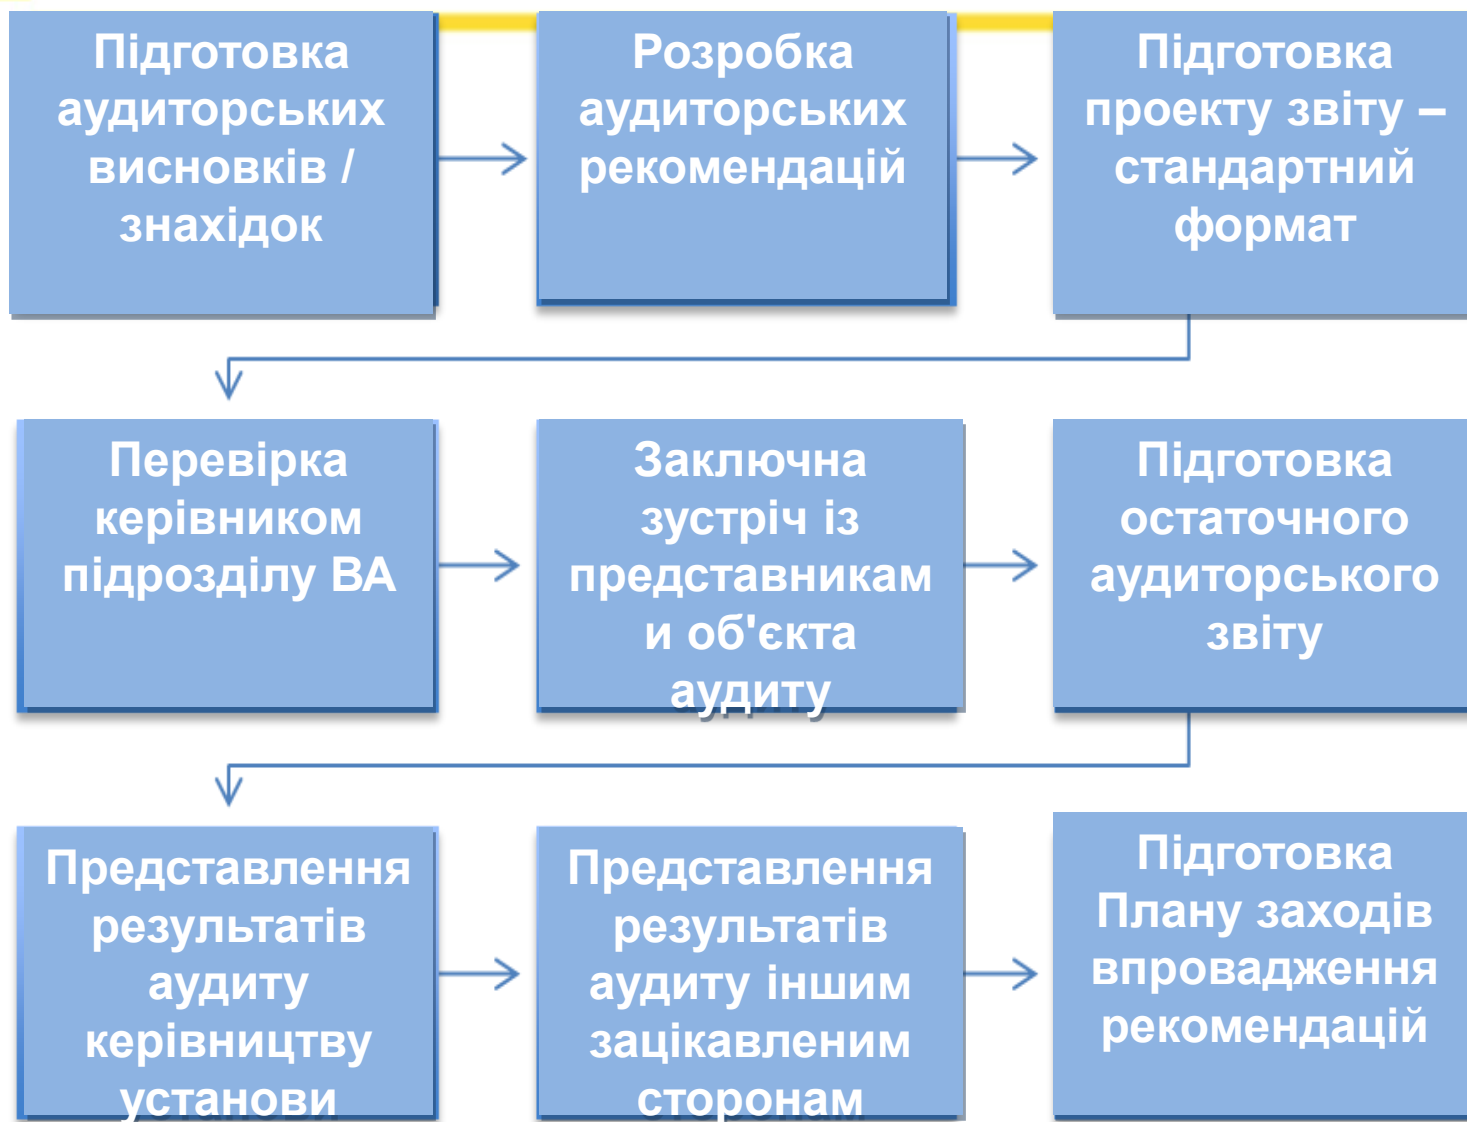 Підготовка
аудиторських
висновків /
знахідок
Розробка
аудиторських
рекомендацій
Підготовка
проекту звіту –
стандартний
формат
Перевірка
керівником
підрозділу ВА
Заключна
зустріч із
представникам
и об'єкта
аудиту
Підготовка
остаточного
аудиторського
звіту
Представлення
результатів
аудиту
керівництву
установи
Представлення
результатів
аудиту іншим
зацікавленим
сторонам
Підготовка
Плану заходів
впровадження
рекомендацій